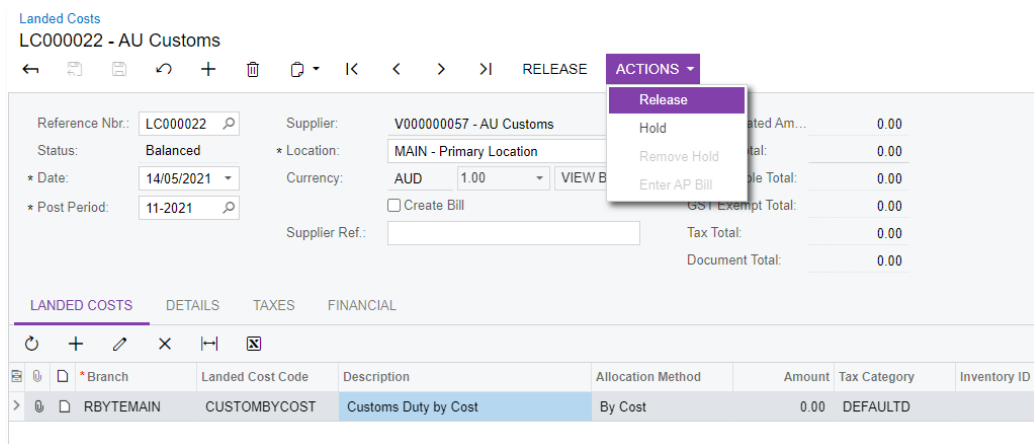 Landed Costs
LC000022 - AU Customs
RELEASE ACTIONS
Release
Hold
Remove Hold
Enter AP Bill
Reference Nbr.: LC000022 Supplier: V000000057 - AU Customs ated Am... 0.00
Status: Balanced * Location: MAIN - Primary Location tal: 0.00
* Date: 14/05/2021 Currency: AUD 1.00 VIEW B ble Total: 0.00
* Post Period: 11-2021 Create Bill GST Exempt Total: 0.00
Supplier Ref.: Tax Total: 0.00
Document Total: 0.00
LANDED COSTS DETAILS TAXES FINANCIAL
* Branch Landed Cost Code Description Allocation Method Amount Tax Category Inventory ID
RBYTEMAIN CUSTOMBYCOST Customs Duty by Cost By Cost 0.00 DEFAULTD